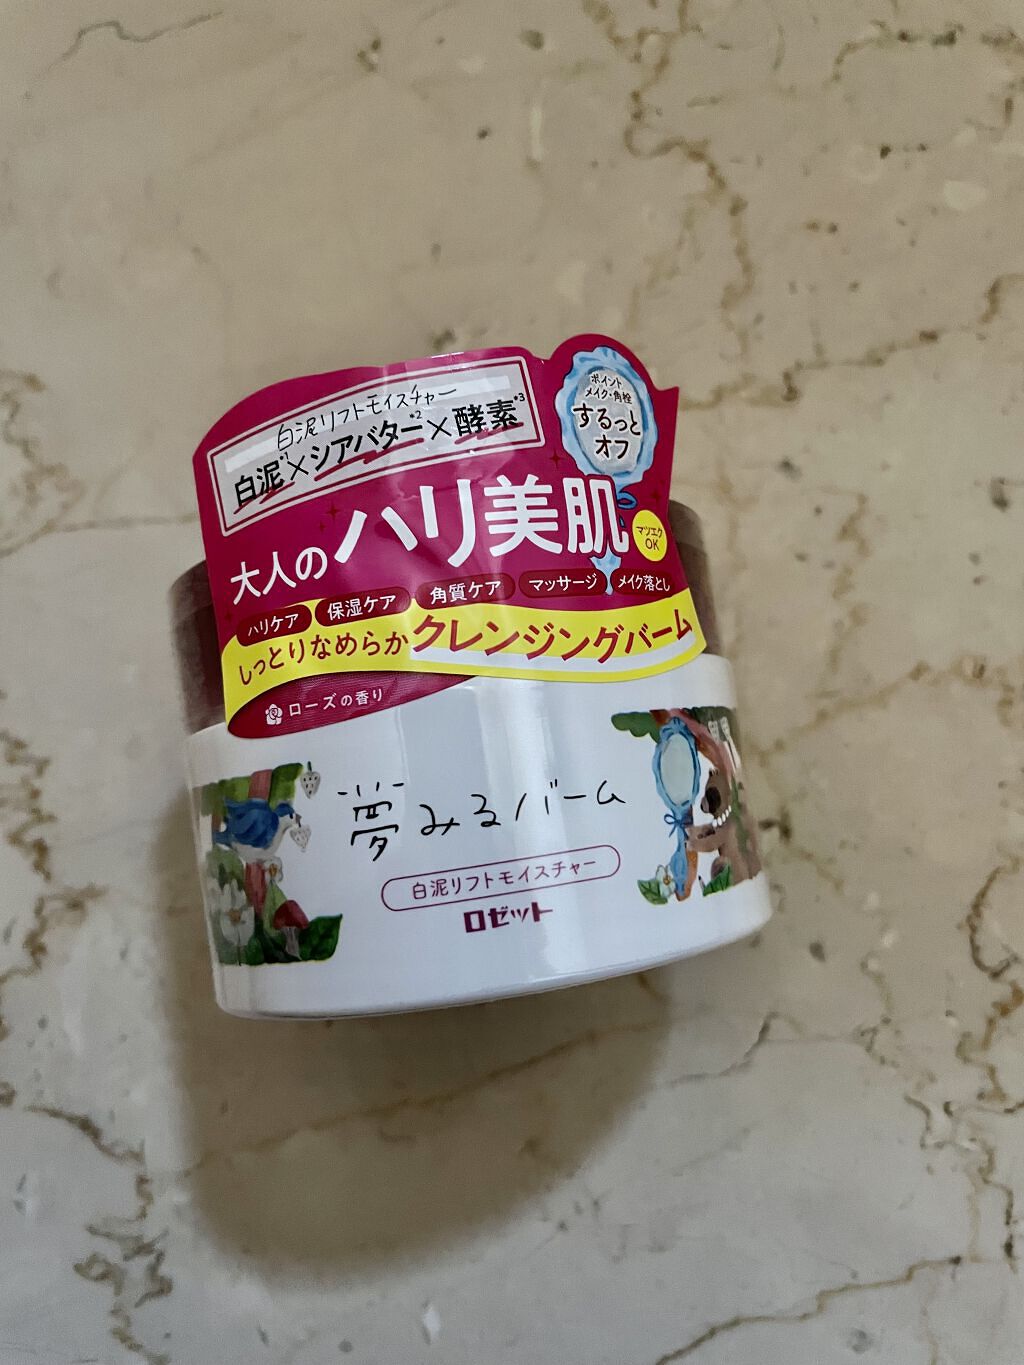 白泥リフトモイスチャー
白泥*1×シアバター*2×酵素*3
ポイント
メイク・角栓
するっと
オフ
大人のハリ美肌
マツエク
OK
ハリケア 保湿ケア 角質ケア マッサージ メイク落とし
しっとりなめらかクレンジングバーム
ローズの香り
夢みるバーム
白泥リフトモイスチャー
ロゼット